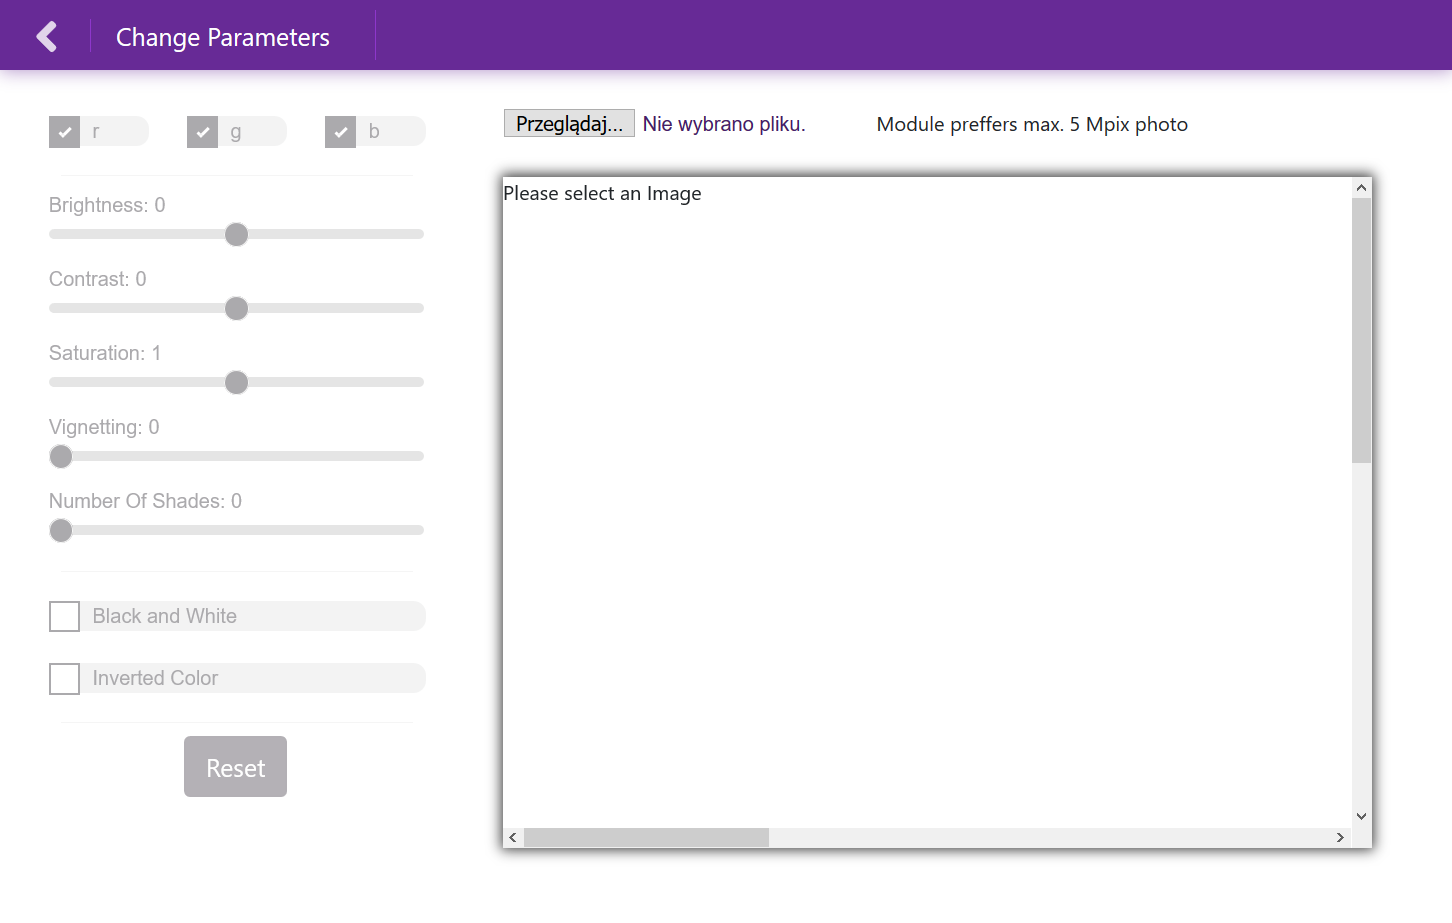 Change Parameters
r g b
Przeglądaj... Nie wybrano pliku. Module preffers max. 5 Mpix photo
Brightness: 0
Contrast: 0
Saturation: 1
Vignetting: 0
Number Of Shades: 0
Black and White
Inverted Color
Reset
Please select an Image